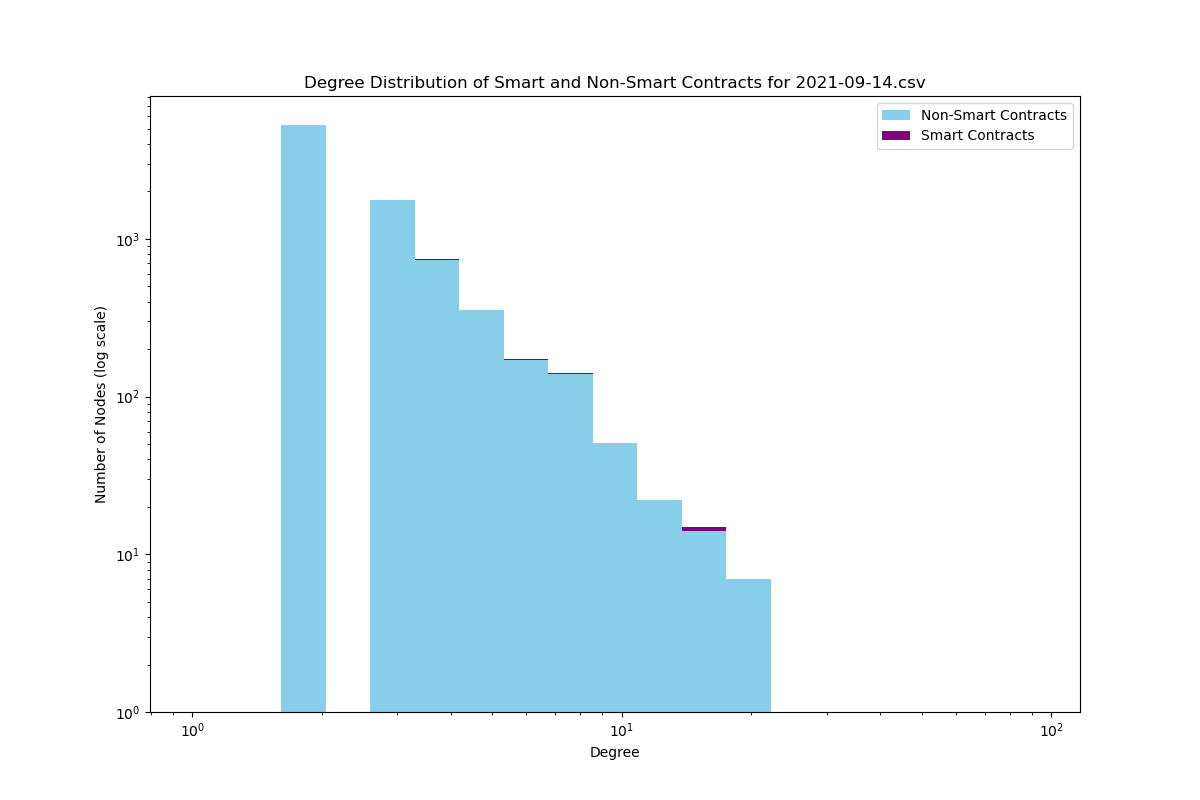 Degree Distribution of Smart and Non-Smart Contracts for 2021-09-14.csv
Non-Smart Contracts
Smart Contracts
Number of Nodes (log scale)
10³
10²
10¹
10⁰
10⁰ 10¹ 10²
Degree